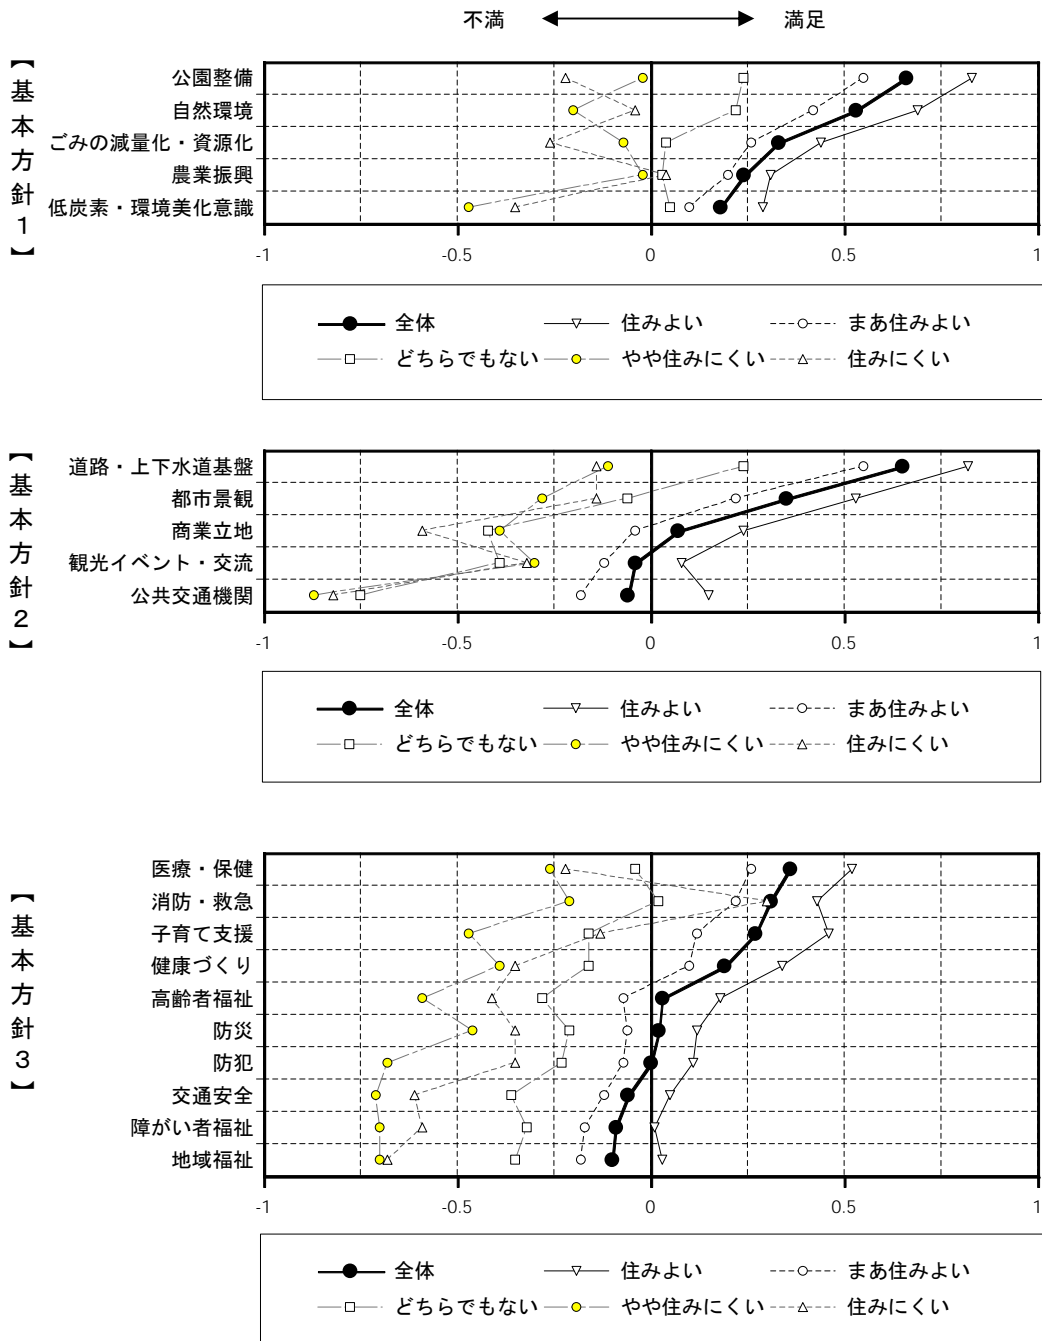 不満 満足
【基本方針1】
公園整備
自然環境
ごみの減量化・資源化
農業振興
低炭素・環境美化意識
-1 -0.5 0 0.5 1
全体 住みよい まあ住みよい
どちらでもない やや住みにくい 住みにくい
【基本方針2】
道路・上下水道基盤
都市景観
商業立地
観光イベント・交流
公共交通機関
-1 -0.5 0 0.5 1
全体 住みよい まあ住みよい
どちらでもない やや住みにくい 住みにくい
【基本方針3】
医療・保健
消防・救急
子育て支援
健康づくり
高齢者福祉
防災
防犯
交通安全
障がい者福祉
地域福祉
-1 -0.5 0 0.5 1
全体 住みよい まあ住みよい
どちらでもない やや住みにくい 住みにくい